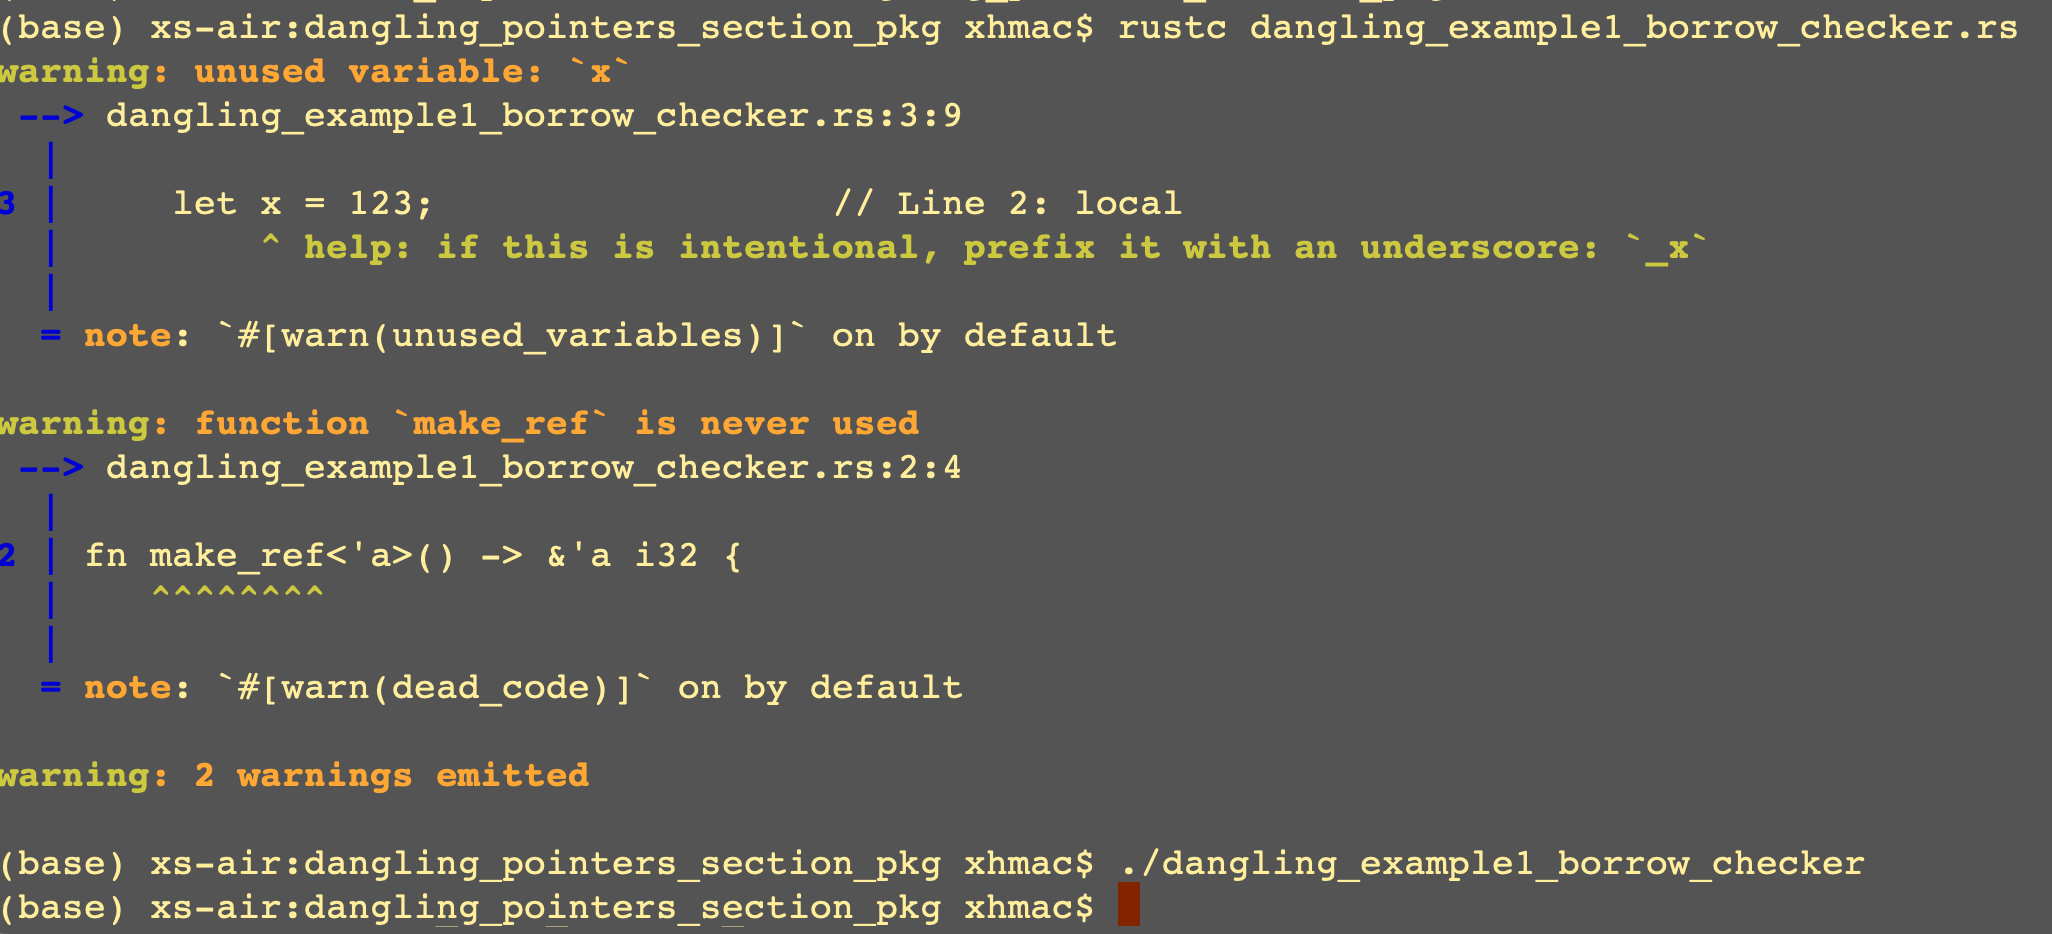 (base) xs-air:dangling_pointers_section_pkg xhmac$ rustc dangling_example1_borrow_checker.rs
warning: unused variable: `x`
 --> dangling_example1_borrow_checker.rs:3:9
  |
3 |     let x = 123;                  // Line 2: local
  |         ^ help: if this is intentional, prefix it with an underscore: `_x`
  |
  = note: `#[warn(unused_variables)]` on by default
warning: function `make_ref` is never used
 --> dangling_example1_borrow_checker.rs:2:4
  |
2 | fn make_ref<'a>() -> &'a i32 {
  |    ^^^^^^^^
  |
  = note: `#[warn(dead_code)]` on by default
warning: 2 warnings emitted
(base) xs-air:dangling_pointers_section_pkg xhmac$ ./dangling_example1_borrow_checker
(base) xs-air:dangling_pointers_section_pkg xhmac$